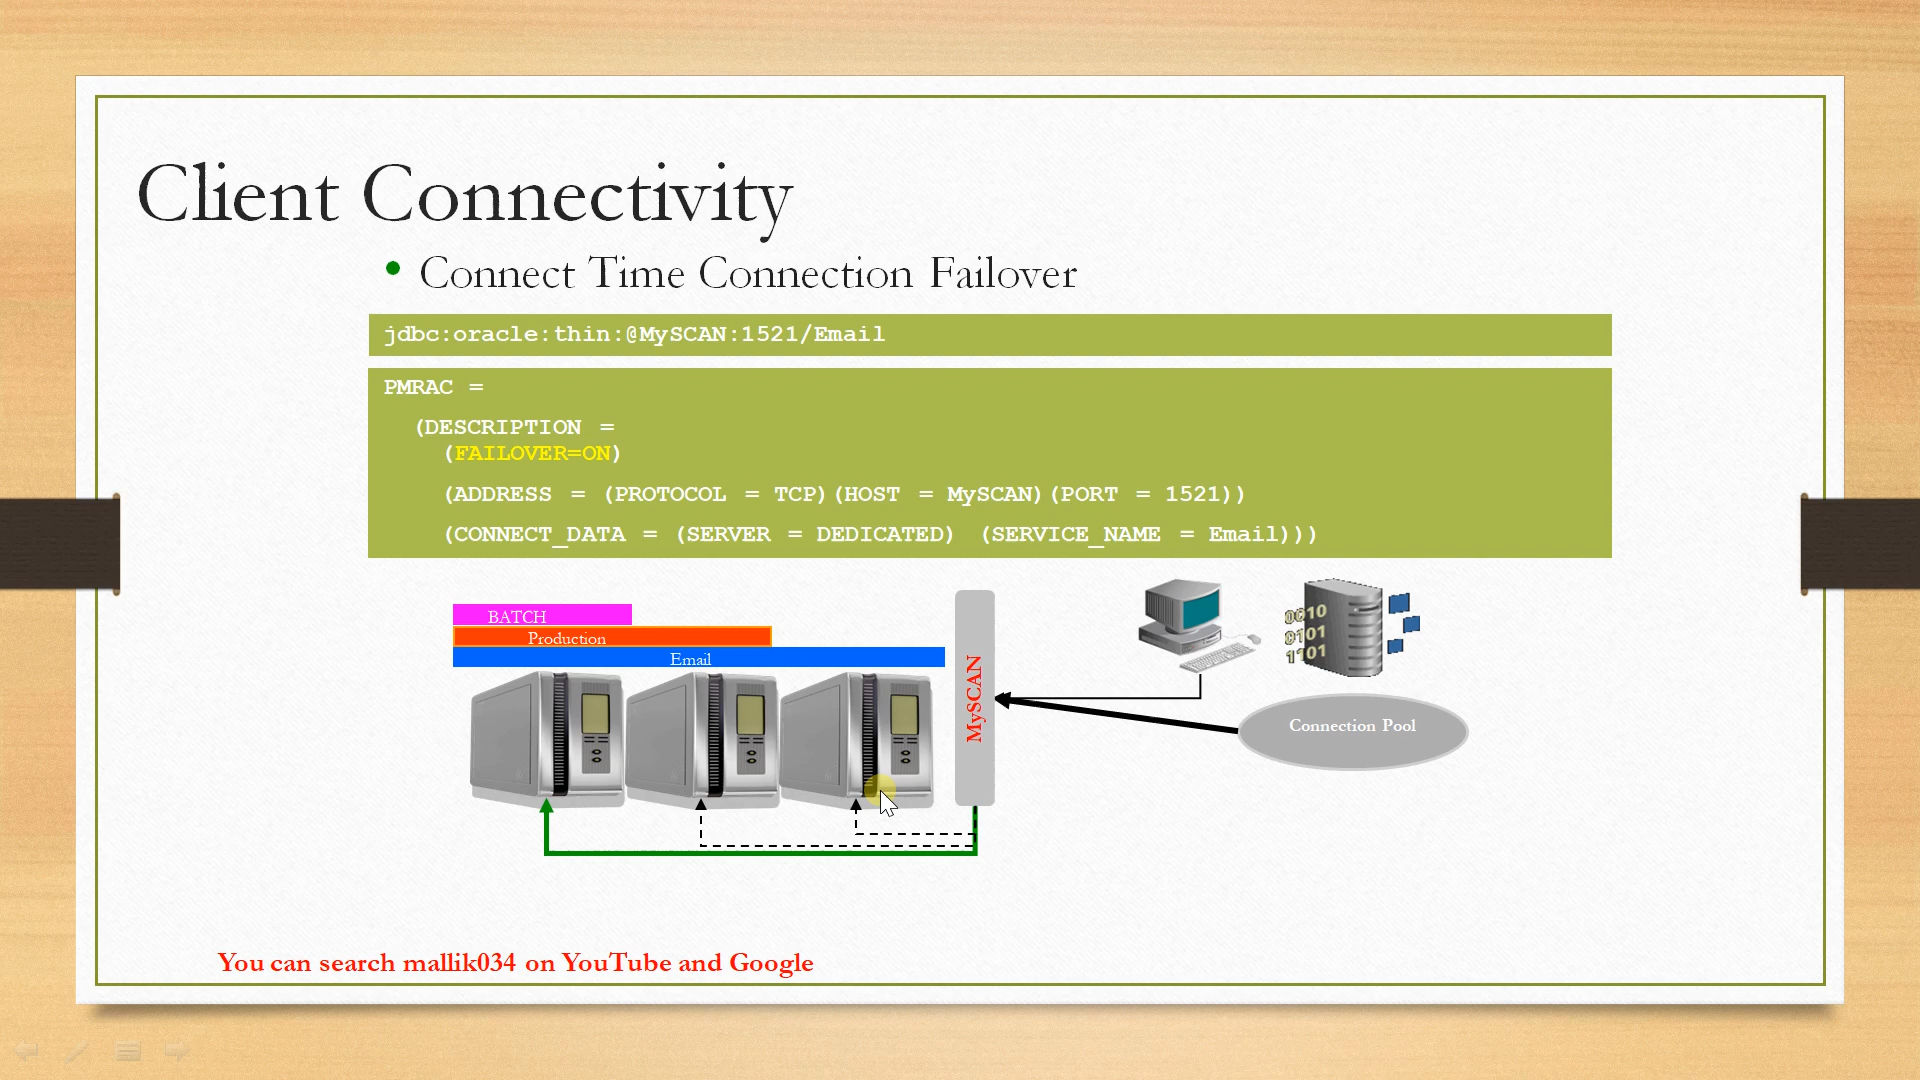 Client Connectivity
• Connect Time Connection Failover
jdbc:oracle:thin:@MySCAN:1521/Email
PMRAC =
(DESCRIPTION =
(FAILOVER=ON)
(ADDRESS = (PROTOCOL = TCP)(HOST = MySCAN)(PORT = 1521))
(CONNECT_DATA = (SERVER = DEDICATED) (SERVICE_NAME = Email)))
BATCH
Production
Email
MySCAN
0010
0101
1101
Connection Pool
You can search mallik034 on YouTube and Google